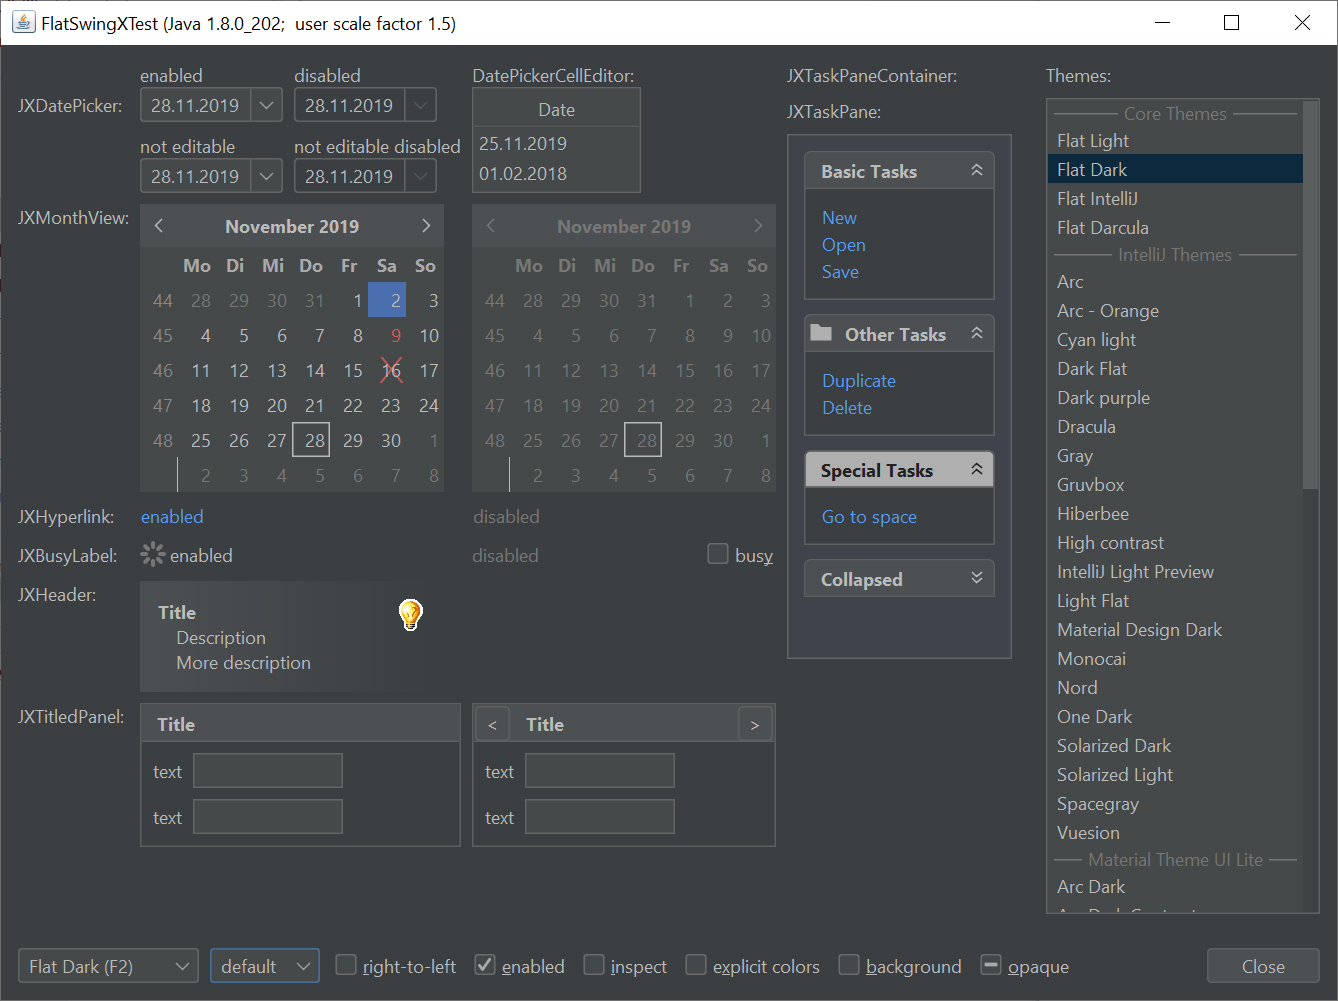 FlatSwingXTest (Java 1.8.0_202;  user scale factor 1.5)
enabled disabled DatePickerCellEditor: JXTaskPaneContainer: Themes:
JXDatePicker: 28.11.2019 28.11.2019
Date
25.11.2019
01.02.2018
not editable not editable disabled
28.11.2019 28.11.2019
JXMonthView:
< November 2019 >
Mo Di Mi Do Fr Sa So
44 28 29 30 31 1 2 3
45 4 5 6 7 8 9 10
46 11 12 13 14 15 16 17
47 18 19 20 21 22 23 24
48 25 26 27 28 29 30 1
2 3 4 5 6 7 8
< November 2019 >
Mo Di Mi Do Fr Sa So
44 28 29 30 31 1 2 3
45 4 5 6 7 8 9 10
46 11 12 13 14 15 16 17
47 18 19 20 21 22 23 24
48 25 26 27 28 29 30 1
2 3 4 5 6 7 8
JXHyperlink: enabled disabled
JXBusyLabel: enabled disabled busy
JXHeader:
Title
Description
More description
JXTitledPanel:
Title
text
text
< Title >
text
text
JXTaskPane:
Basic Tasks
New
Open
Save
Other Tasks
Duplicate
Delete
Special Tasks
Go to space
Collapsed
Core Themes
Flat Light
Flat Dark
Flat IntelliJ
Flat Darcula
IntelliJ Themes
Arc
Arc - Orange
Cyan light
Dark Flat
Dark purple
Dracula
Gray
Gruvbox
Hiberbee
High contrast
IntelliJ Light Preview
Light Flat
Material Design Dark
Monocai
Nord
One Dark
Solarized Dark
Solarized Light
Spacegray
Vuesion
Material Theme UI Lite
Arc Dark
Flat Dark (F2) default right-to-left enabled inspect explicit colors background opaque Close